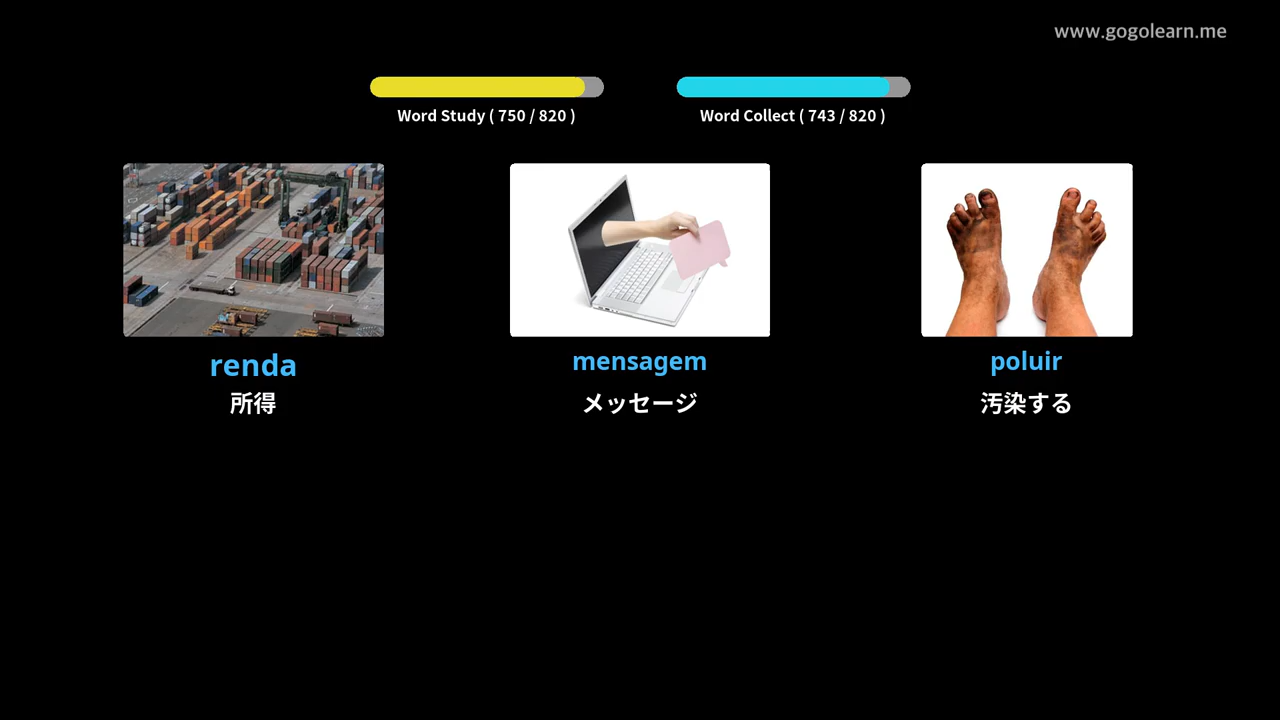 www.gogolearn.me
Word Study ( 750 / 820 )
Word Collect ( 743 / 820 )
renda
mensagem
poluir
所得
メッセージ
汚染する